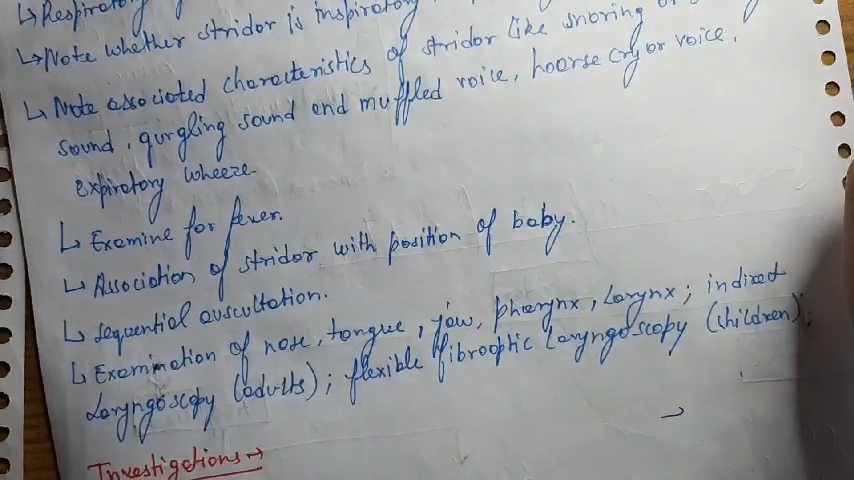 ↳ Respiratory
↳ Note whether stridor is inspiratory
↳ Note associated characteristics of stridor like snoring or
sound, gurgling sound and muffled voice, hoarse cry or voice.
expiratory wheeze
↳ Examine for fever.
↳ Association of stridor with position of baby.
↳ sequential auscultation.
↳ Examination of nose, tongue, jaw, pharynx, Larynx; indirect
Laryngoscopy (adults); flexible fibrooptic Laryngoscopy (children);
→
Investigations →